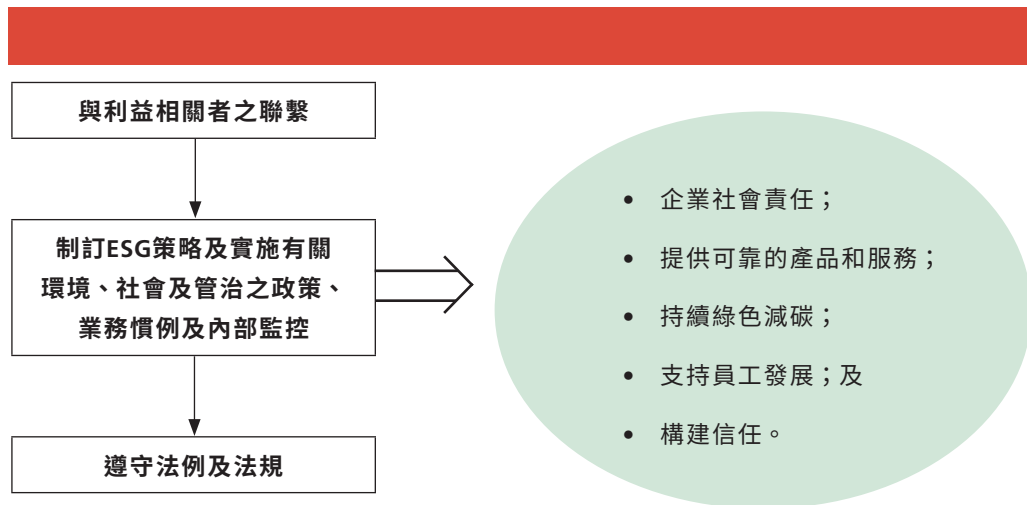 與利益相關者之聯繫
制訂ESG策略及實施有關
環境、社會及管治之政策、
業務慣例及內部監控
遵守法例及法規
• 企業社會責任；
• 提供可靠的產品和服務；
• 持續綠色減碳；
• 支持員工發展；及
• 構建信任。